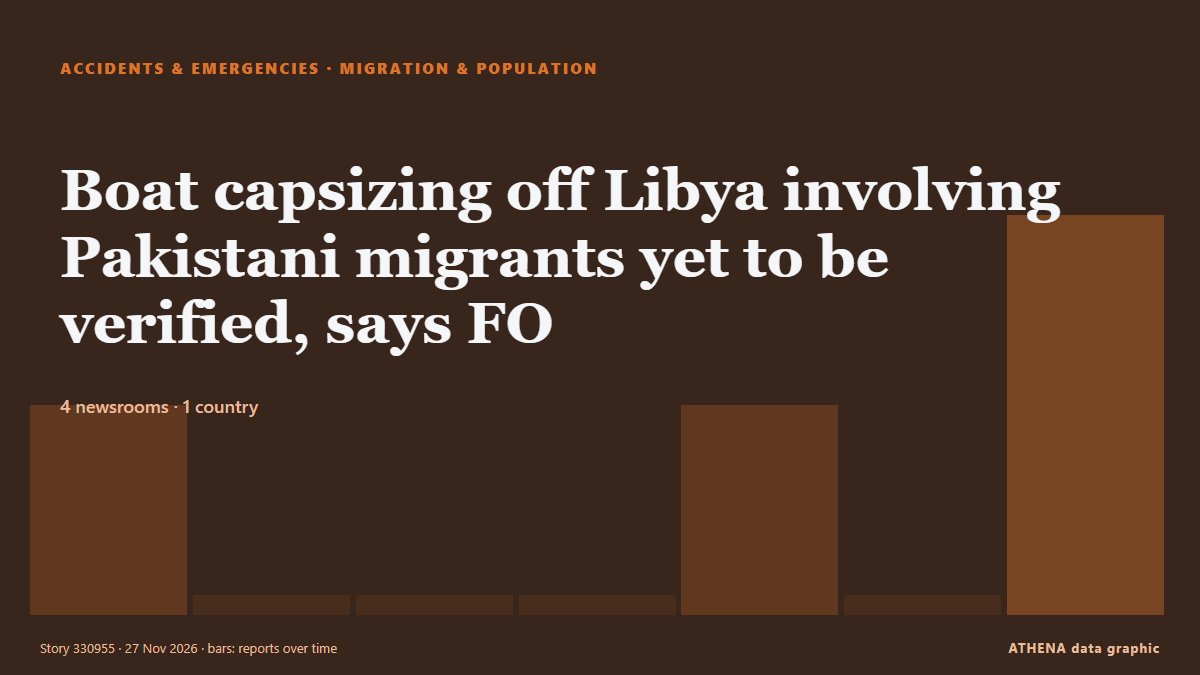 ACCIDENTS & EMERGENCIES · MIGRATION & POPULATION
Boat capsizing off Libya involving
Pakistani migrants yet to be
verified, says FO
4 newsrooms · 1 country
Story 330955 · 27 Nov 2026 · bars: reports over time
ATHENA data graphic